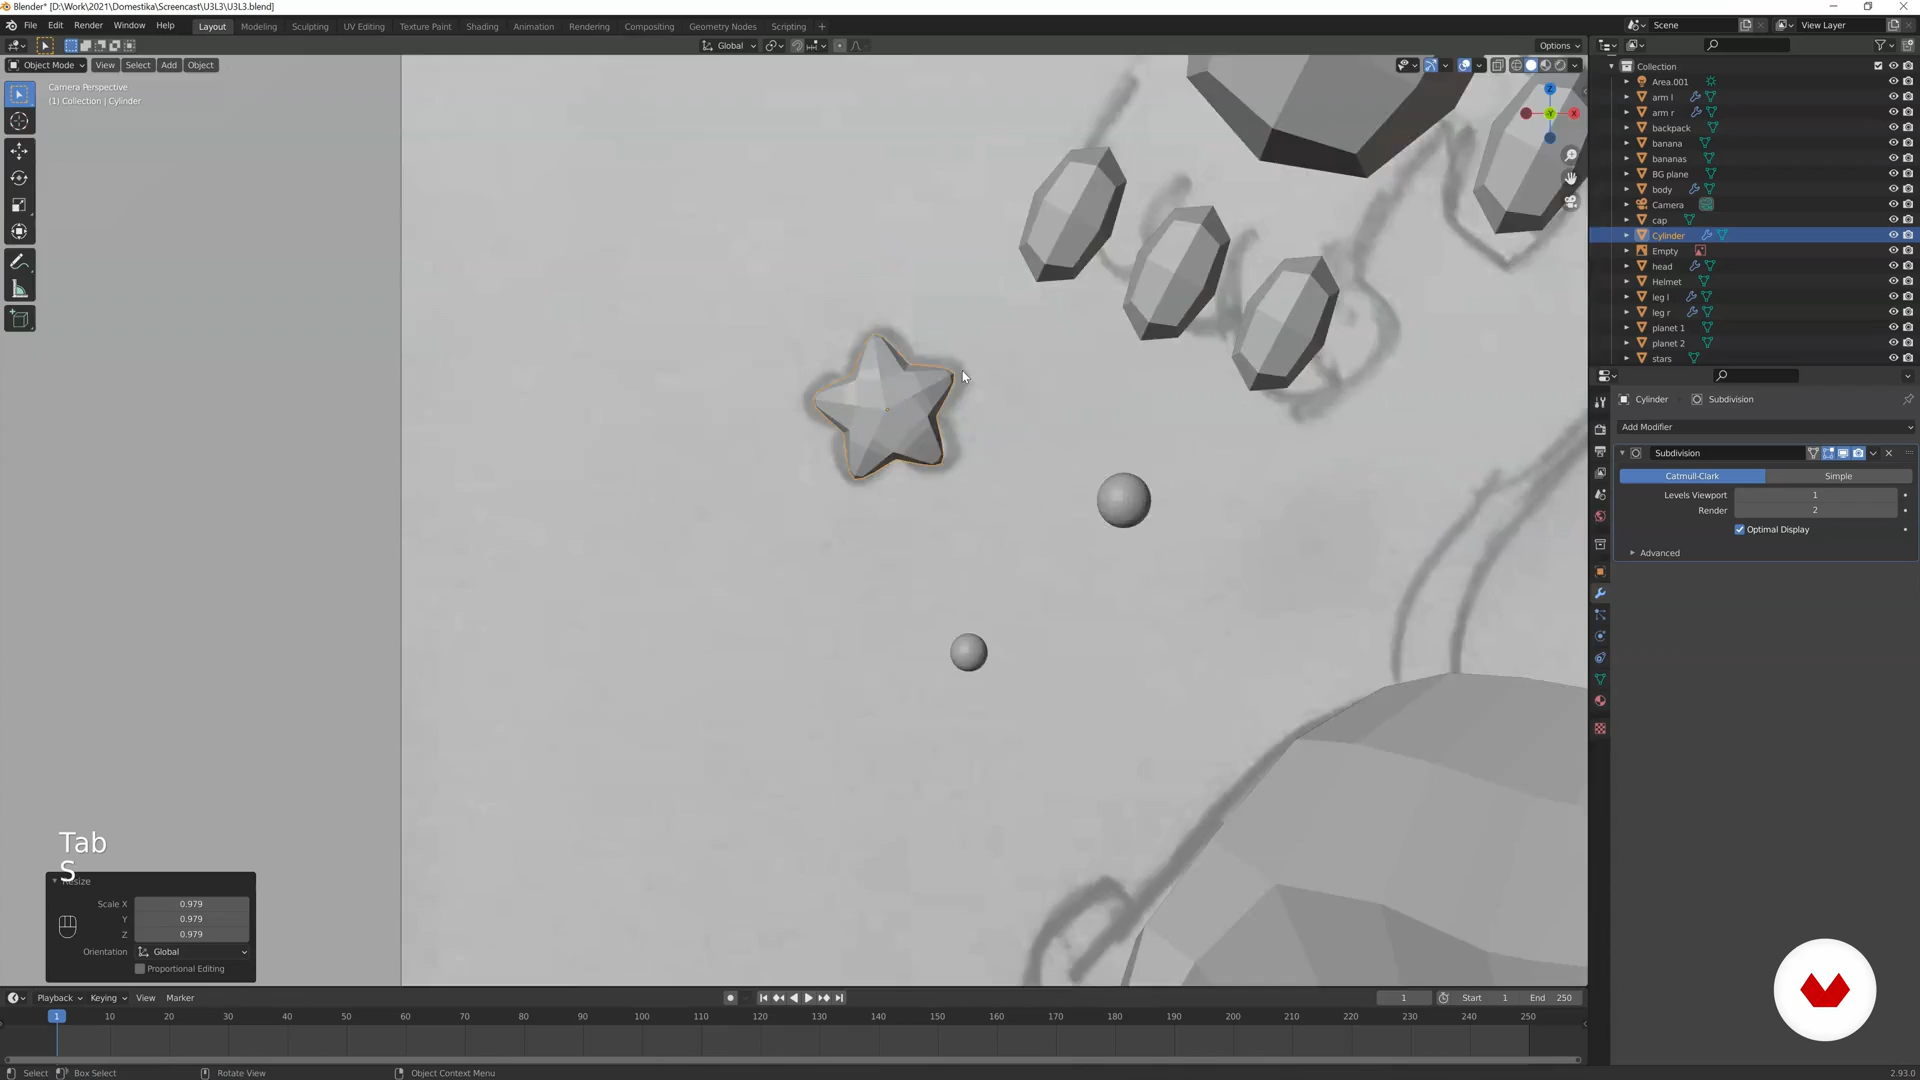 Blender* [D:\Work\2021\Domestika\Screencast\U3L3\U3L3.blend]
File Edit Render Window Help Layout Modeling Sculpting UV Editing Texture Paint Shading Animation Rendering Compositing Geometry Nodes Scripting + Scene View Layer
Global Options
Object Mode View Select Add Object
Camera Perspective
(1) Collection | Cylinder
Z
Y
X
Collection
Area.001
arm l
arm r
backpack
banana
bananas
BG plane
body
Camera
cap
Cylinder
Empty
head
Helmet
leg l
leg r
planet 1
planet 2
stars
Cylinder Subdivision
Add Modifier
Subdivision
Catmull-Clark Simple
Levels Viewport 1
Render 2
Optimal Display
Advanced
Tab
S
Resize
Scale X 0.979
Y 0.979
Z 0.979
Orientation Global
Proportional Editing
Playback Keying View Marker 1 Start 1 End 250
1 10 20 30 40 50 60 70 80 90 100 110 120 130 140 150 160 170 180 190 200 210 220 230 240 250
Select Box Select Rotate View Object Context Menu 2.93.0